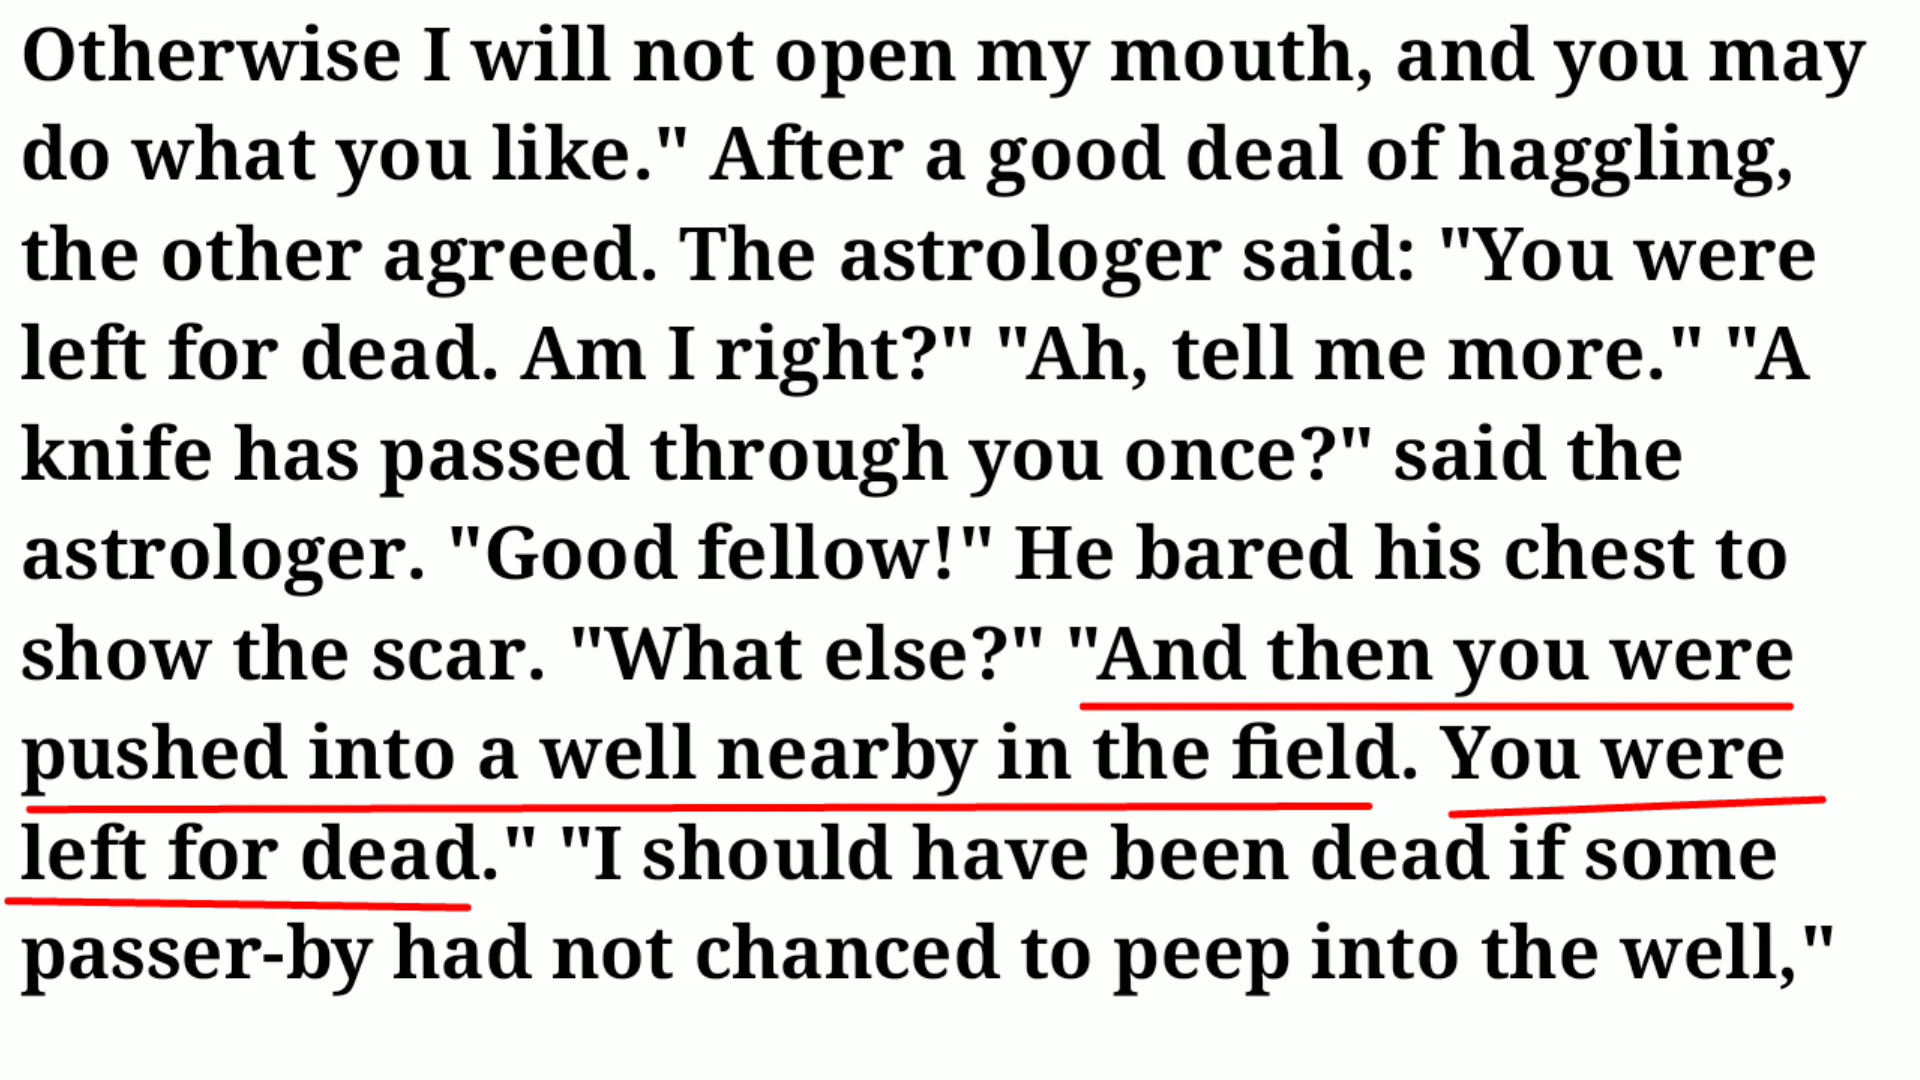 Otherwise I will not open my mouth, and you may
do what you like." After a good deal of haggling,
the other agreed. The astrologer said: "You were
left for dead. Am I right?" "Ah, tell me more." "A
knife has passed through you once?" said the
astrologer. "Good fellow!" He bared his chest to
show the scar. "What else?" "And then you were
pushed into a well nearby in the field. You were
left for dead." "I should have been dead if some
passer-by had not chanced to peep into the well,"